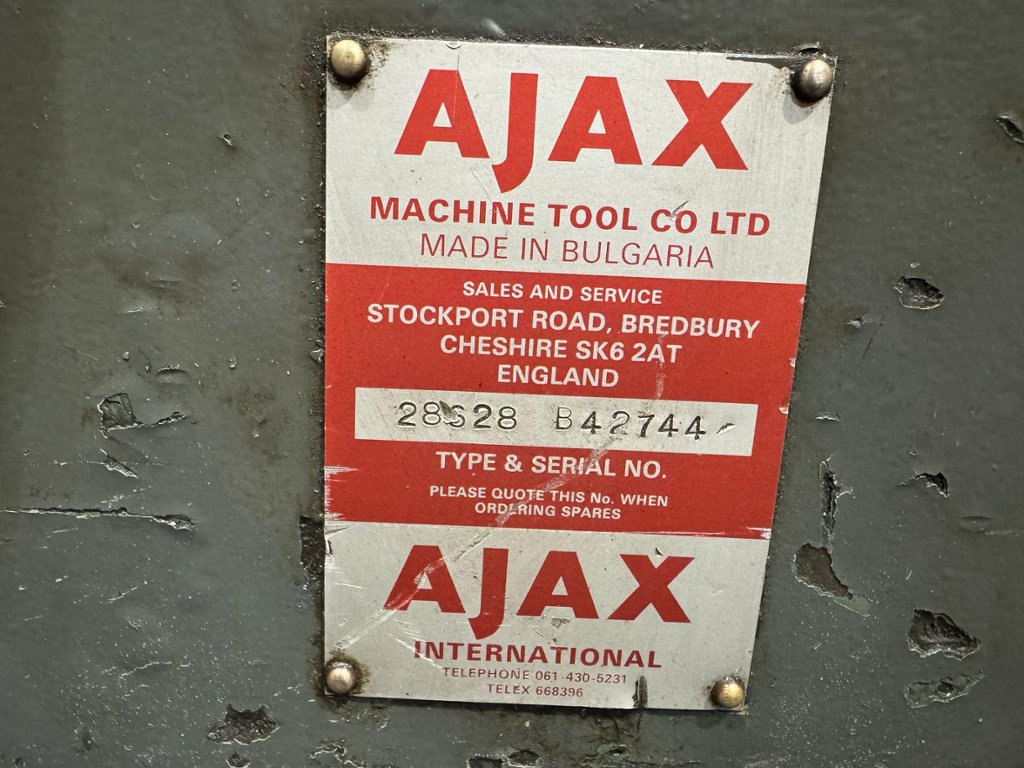 AJAX
MACHINE TOOL CO LTD
MADE IN BULGARIA
SALES AND SERVICE
STOCKPORT ROAD, BREDBURY
CHESHIRE SK6 2AT
ENGLAND
28S28 B42744
TYPE & SERIAL NO.
PLEASE QUOTE THIS No. WHEN
ORDERING SPARES
AJAX
INTERNATIONAL
TELEPHONE 061-430-5231
TELEX 668396